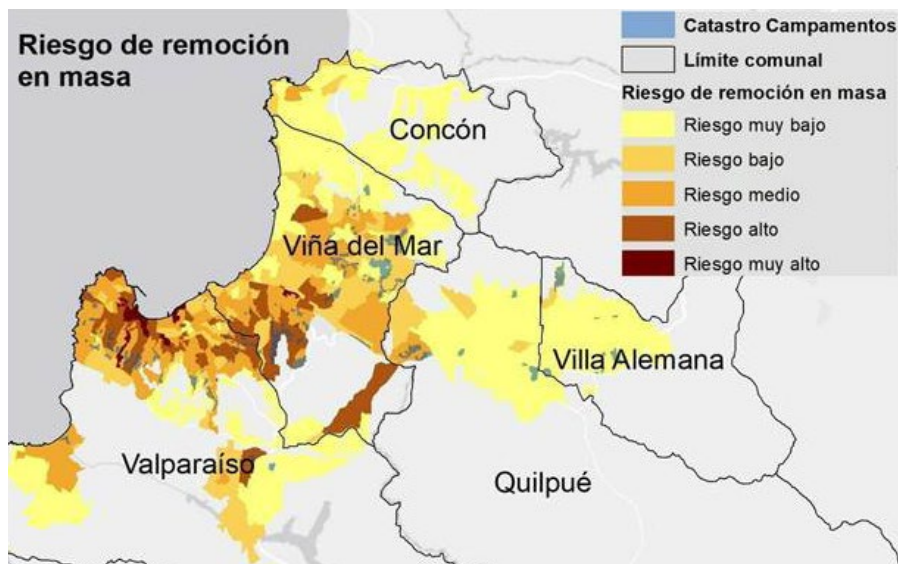 Riesgo de remoción
en masa
Catastro Campamentos
Límite comunal
Riesgo de remoción en masa
Riesgo muy bajo
Riesgo bajo
Riesgo medio
Riesgo alto
Riesgo muy alto
Concón
Viña del Mar
Villa Alemana
Valparaíso
Quilpué